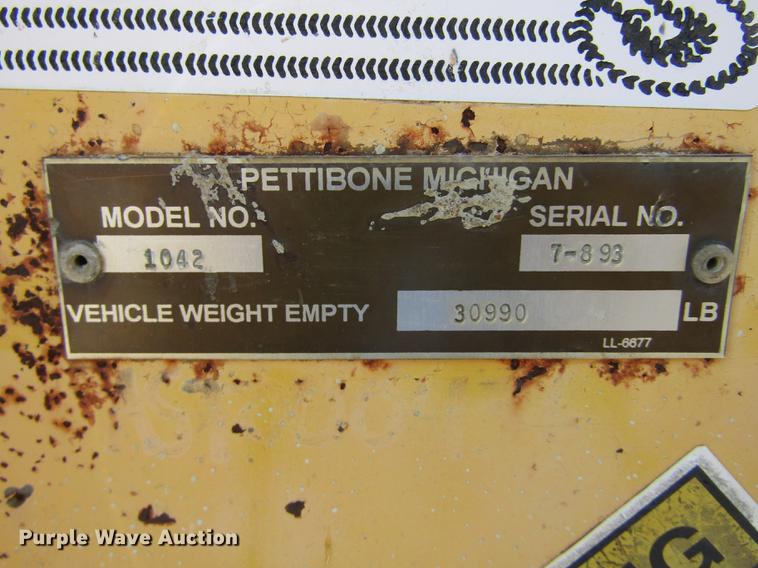 PETTIBONE MICHIGAN
MODEL NO. SERIAL NO.
1042 7-893
VEHICLE WEIGHT EMPTY 30990 LB
LL-6677
G
Purple Wave Auction